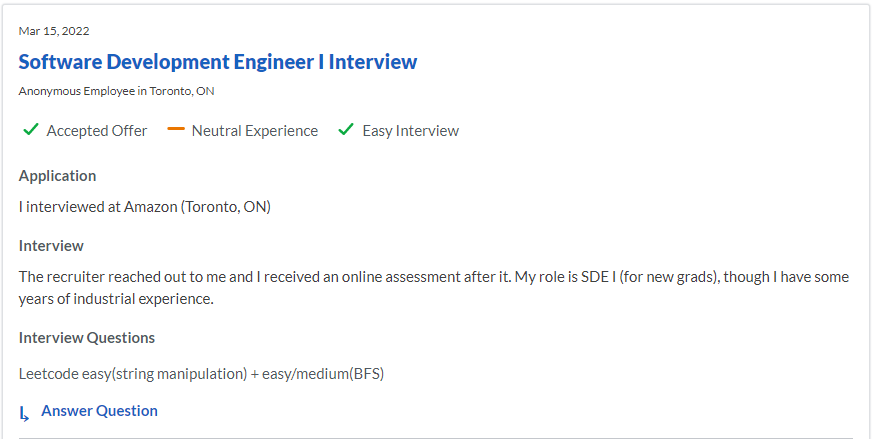 Mar 15, 2022
Software Development Engineer I Interview
Anonymous Employee in Toronto, ON
Accepted Offer Neutral Experience Easy Interview
Application
I interviewed at Amazon (Toronto, ON)
Interview
The recruiter reached out to me and I received an online assessment after it. My role is SDE I (for new grads), though I have some
years of industrial experience.
Interview Questions
Leetcode easy(string manipulation) + easy/medium(BFS)
Answer Question